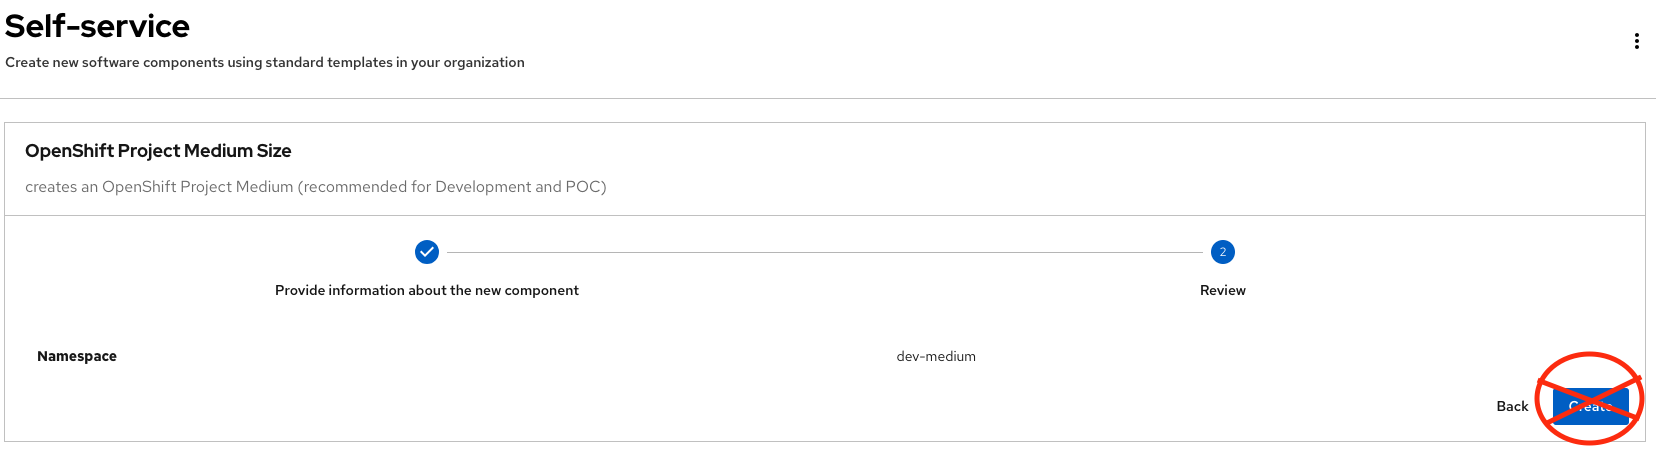 Self-service
Create new software components using standard templates in your organization
OpenShift Project Medium Size
creates an OpenShift Project Medium (recommended for Development and POC)
2
Provide information about the new component
Review
Namespace
dev-medium
Back
Create